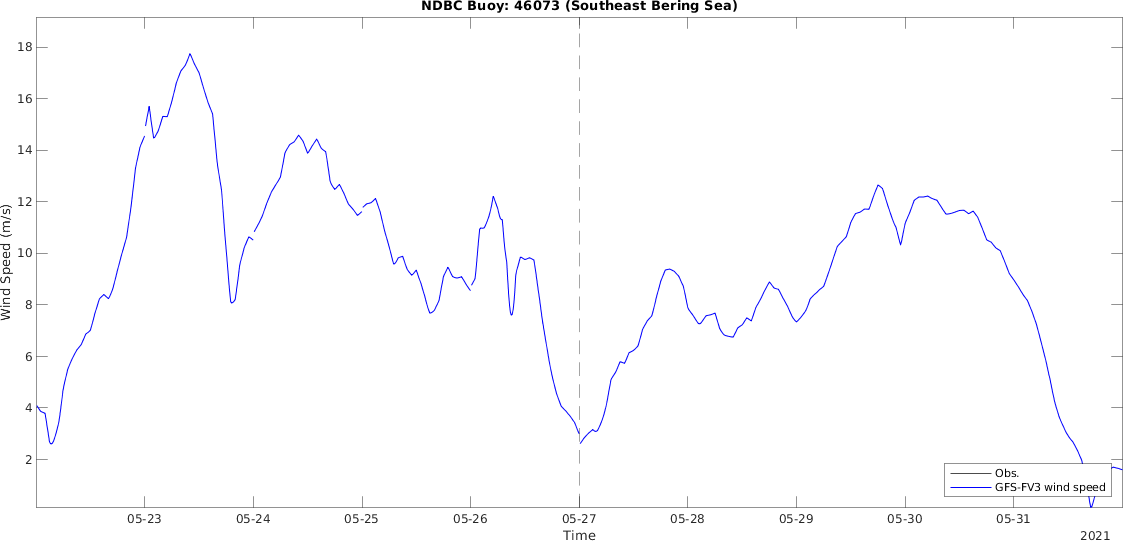 NDBC Buoy: 46073 (Southeast Bering Sea)
18
16
14
12
10
8
6
4
2
Wind Speed (m/s)
Obs.
GFS-FV3 wind speed
05-23 05-24 05-25 05-26 05-27 05-28 05-29 05-30 05-31
Time
2021